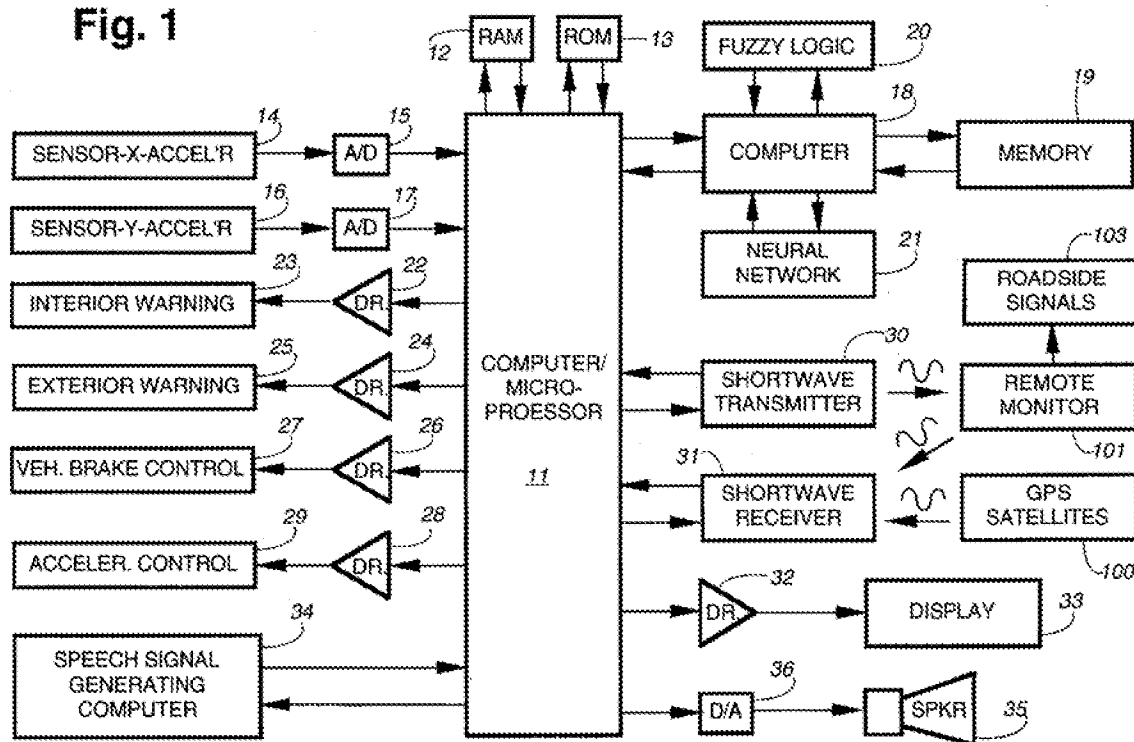 Fig. 1
12
RAM
ROM
13
FUZZY LOGIC
20
14
15
18
19
SENSOR-X-ACCEL'R
A/D
COMPUTER
MEMORY
16
17
SENSOR-Y-ACCEL'R
A/D
NEURAL
NETWORK
21
23
22
103
INTERIOR WARNING
DR.
ROADSIDE
SIGNALS
25
24
30
EXTERIOR WARNING
DR.
COMPUTER/
MICRO-
PROESSOR
11
SHORTWAVE
TRANSMITTER
REMOTE
MONITOR
101
27
26
31
VEH. BRAKE CONTROL
DR.
SHORTWAVE
RECEIVER
GPS
SATELLITES
100
29
28
ACCELER. CONTROL
DR.
32
DR.
DISPLAY
33
34
SPEECH SIGNAL
GENERATING
COMPUTER
36
D/A
SPKR
35